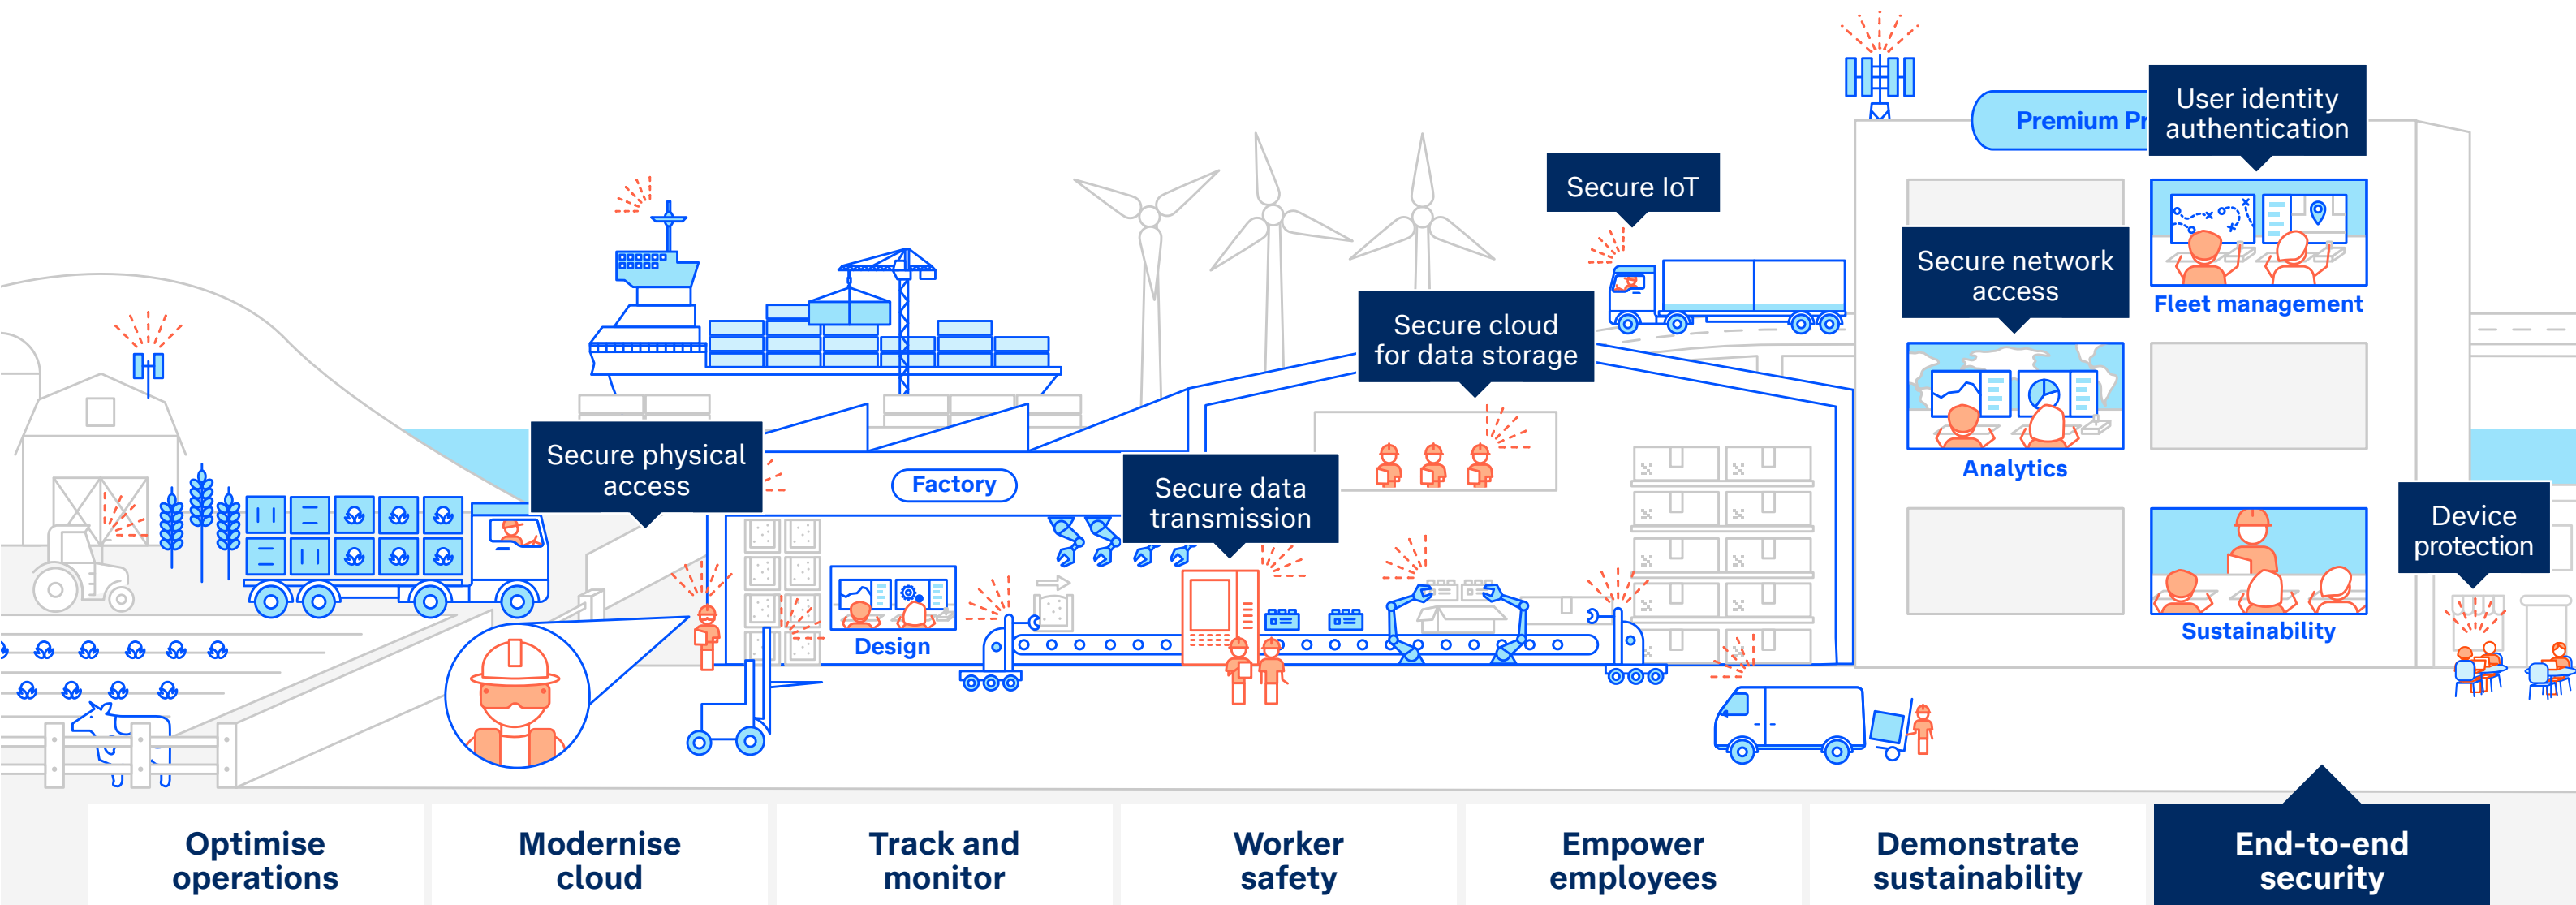 User identity
authentication
Premium Pr
Secure IoT
Secure network
access
Fleet management
Secure cloud
for data storage
Secure physical
access
Factory
Analytics
Secure data
transmission
Device
protection
Design
Sustainability
Optimise
operations
Modernise
cloud
Track and
monitor
Worker
safety
Empower
employees
Demonstrate
sustainability
End-to-end
security